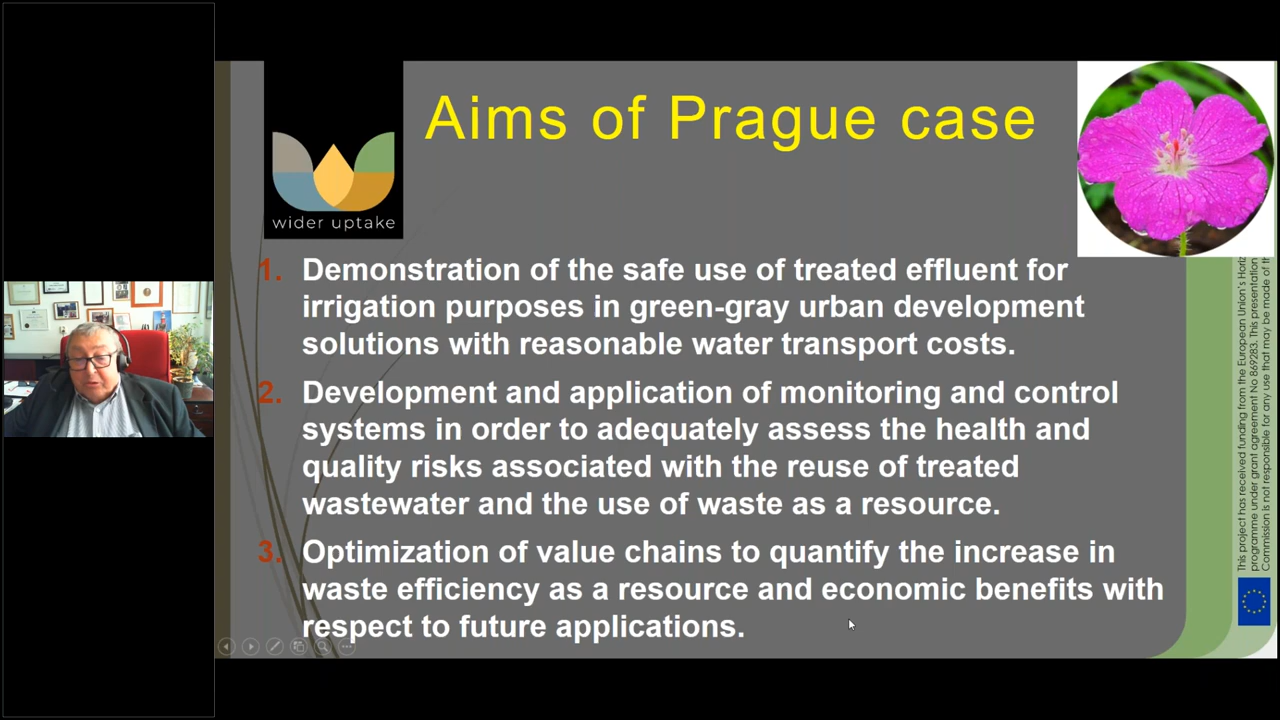 Aims of Prague case
wider uptake
1. Demonstration of the safe use of treated effluent for
irrigation purposes in green-gray urban development
solutions with reasonable water transport costs.
2. Development and application of monitoring and control
systems in order to adequately assess the health and
quality risks associated with the reuse of treated
wastewater and the use of waste as a resource.
3. Optimization of value chains to quantify the increase in
waste efficiency as a resource and economic benefits with
respect to future applications.
This project has received funding from the European Union's Horiz
programme under grant agreement No 869283. This presentation
Commission is not responsible for any use that may be made of th